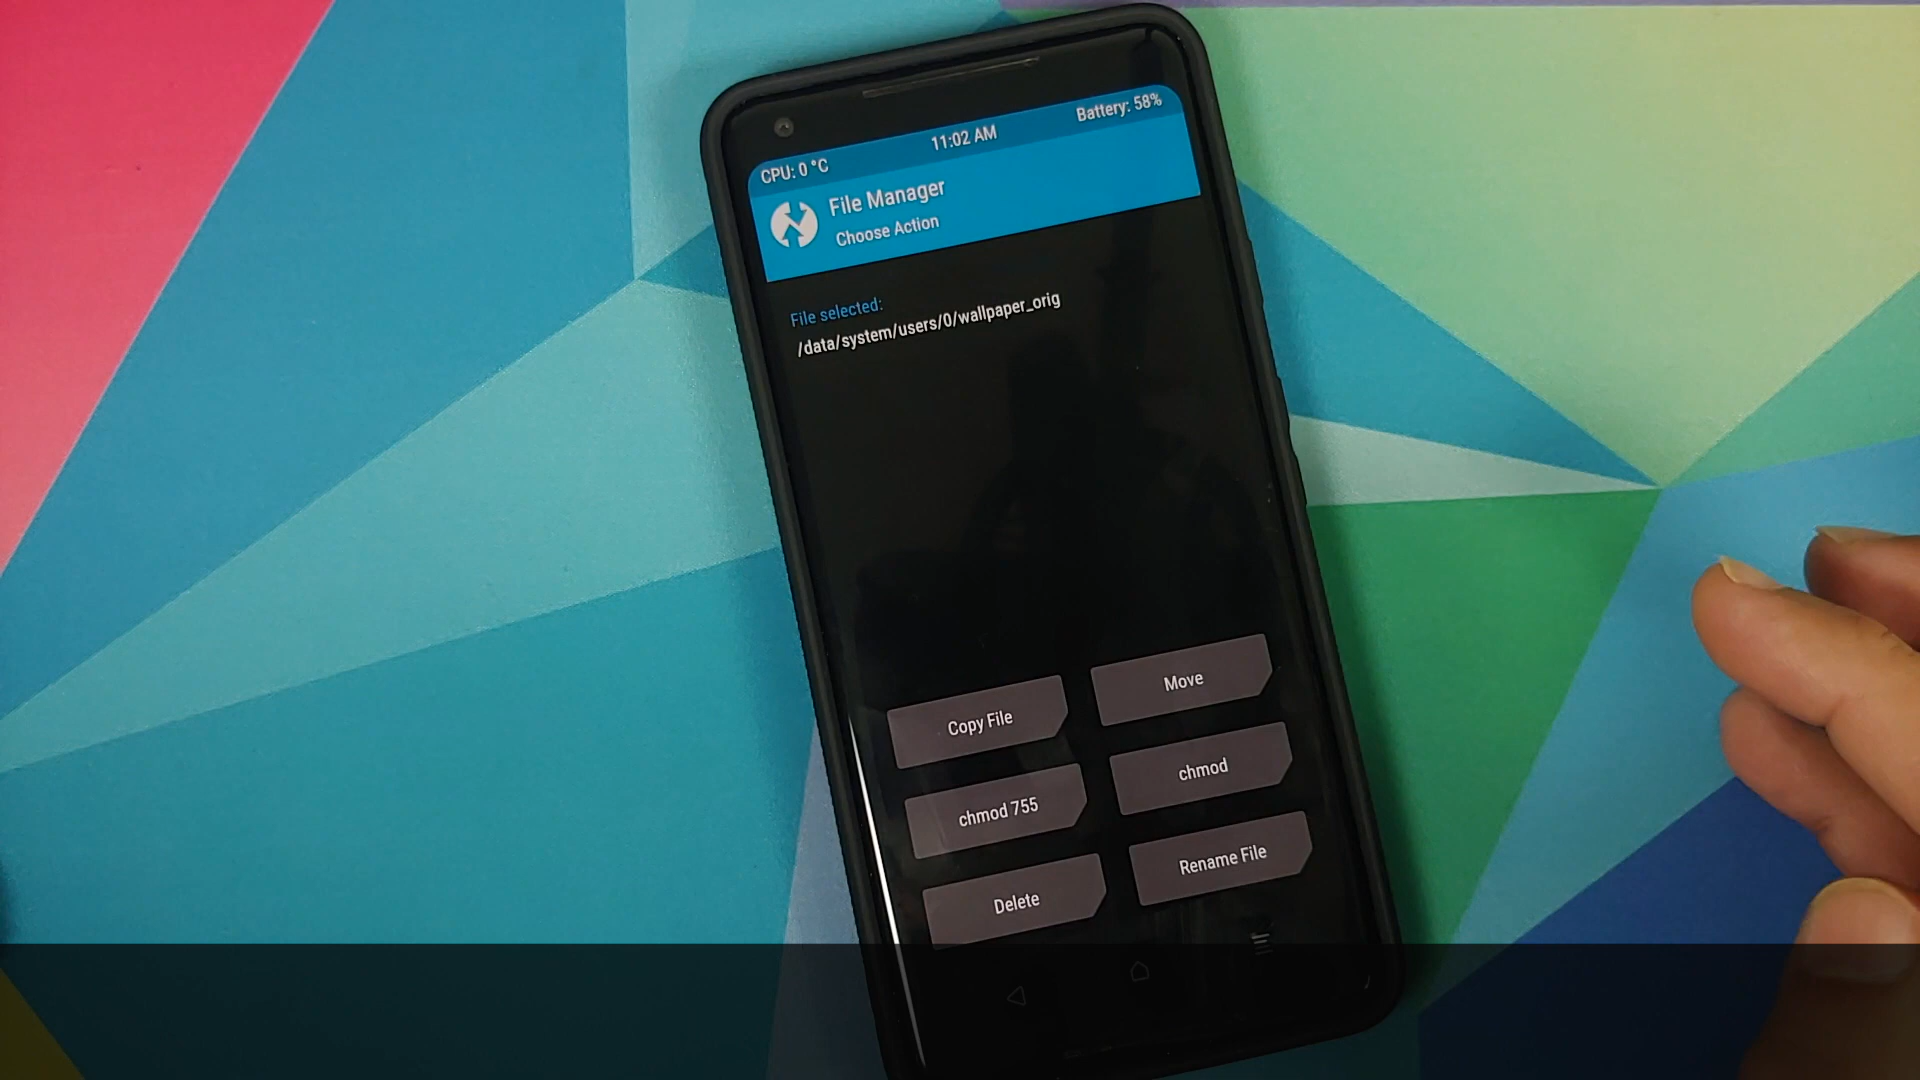 CPU: 0 °C
11:02 AM
Battery: 58%
File Manager
Choose Action
File selected:
/data/system/users/0/wallpaper_orig
Copy File
Move
chmod 755
chmod
Delete
Rename File